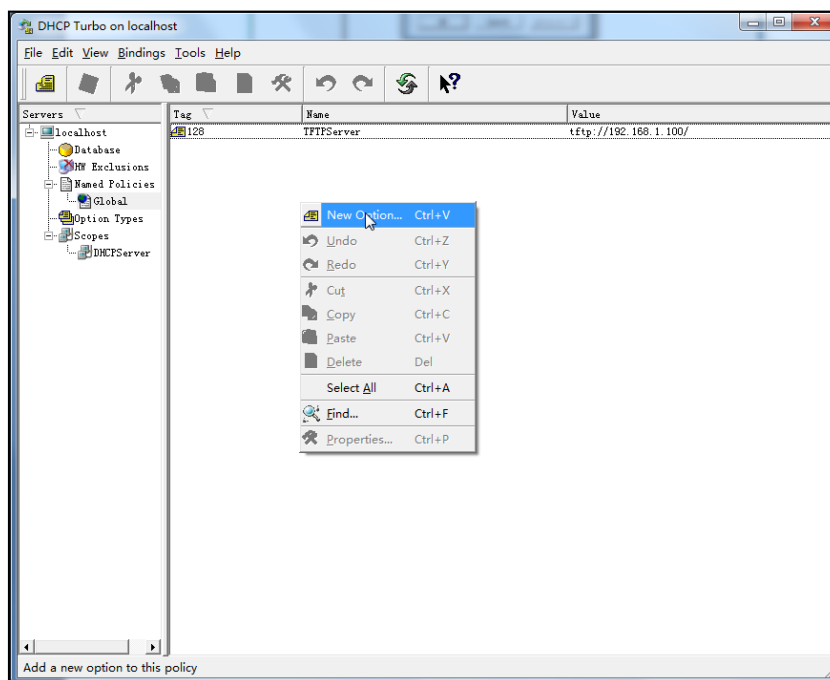 DHCP Turbo on localhost
File Edit View Bindings Tools Help
Servers
Tag Name Value
localhost
128 TFTPServer tftp://192.168.1.100/
Database
HW Exclusions
Named Policies
Global
Option Types
Scopes
DHCPServer
New Option... Ctrl+V
Undo Ctrl+Z
Redo Ctrl+Y
Cut Ctrl+X
Copy Ctrl+C
Paste Ctrl+V
Delete Del
Select All Ctrl+A
Find... Ctrl+F
Properties... Ctrl+P
Add a new option to this policy